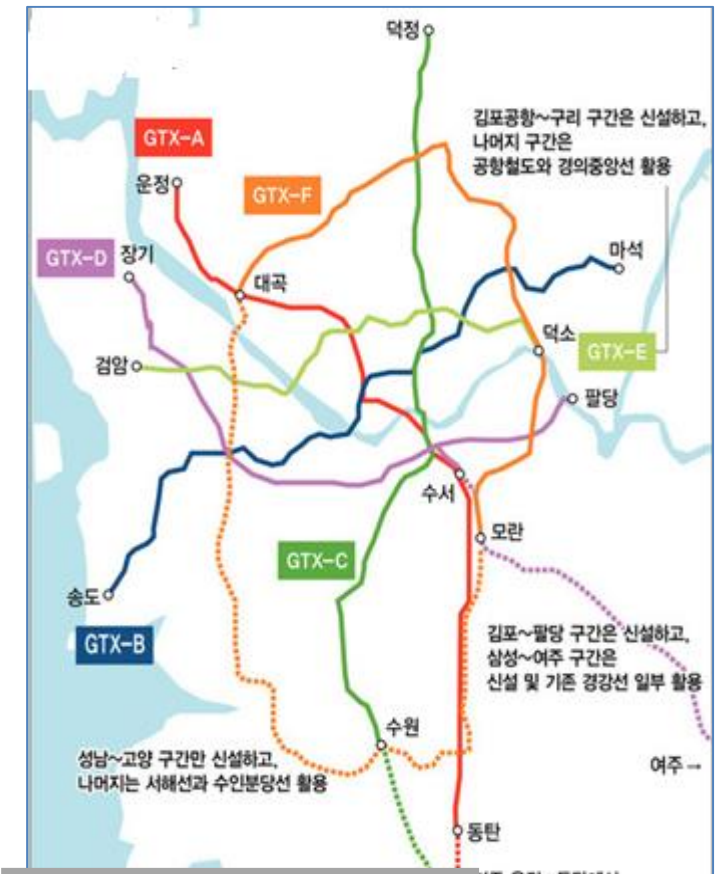 덕정
김포공항~구리 구간은 신설하고,
나머지 구간은
공항철도와 경의중앙선 활용
GTX-A
운정
GTX-F
GTX-D
장기
마석
대곡
덕소
GTX-E
검암
팔당
수서
모란
GTX-C
송도
GTX-B
김포~팔당 구간은 신설하고,
삼성~여주 구간은
신설 및 기존 경강선 일부 활용
수원
성남~고양 구간만 신설하고,
나머지는 서해선과 수인분당선 활용
여주→
동탄